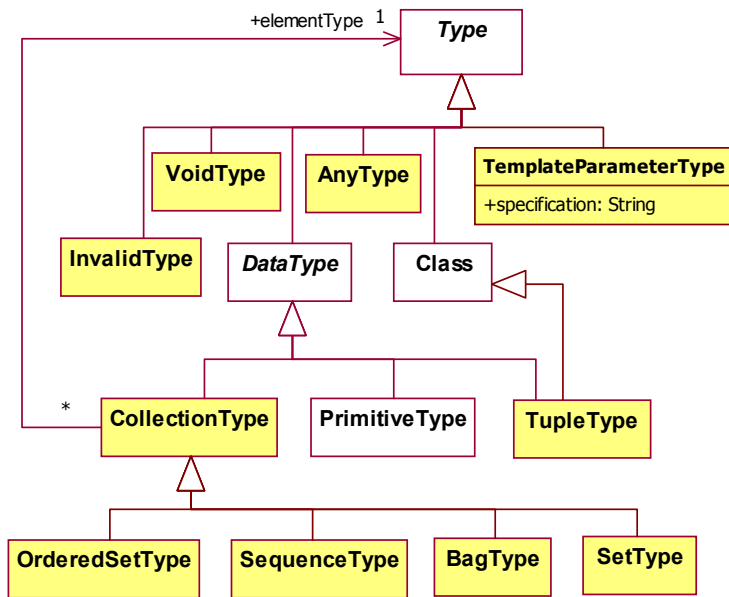 +elementType 1
Type
VoidType
AnyType
TemplateParameterType
+specification: String
InvalidType
DataType
Class
*
CollectionType
PrimitiveType
TupleType
OrderedSetType
SequenceType
BagType
SetType